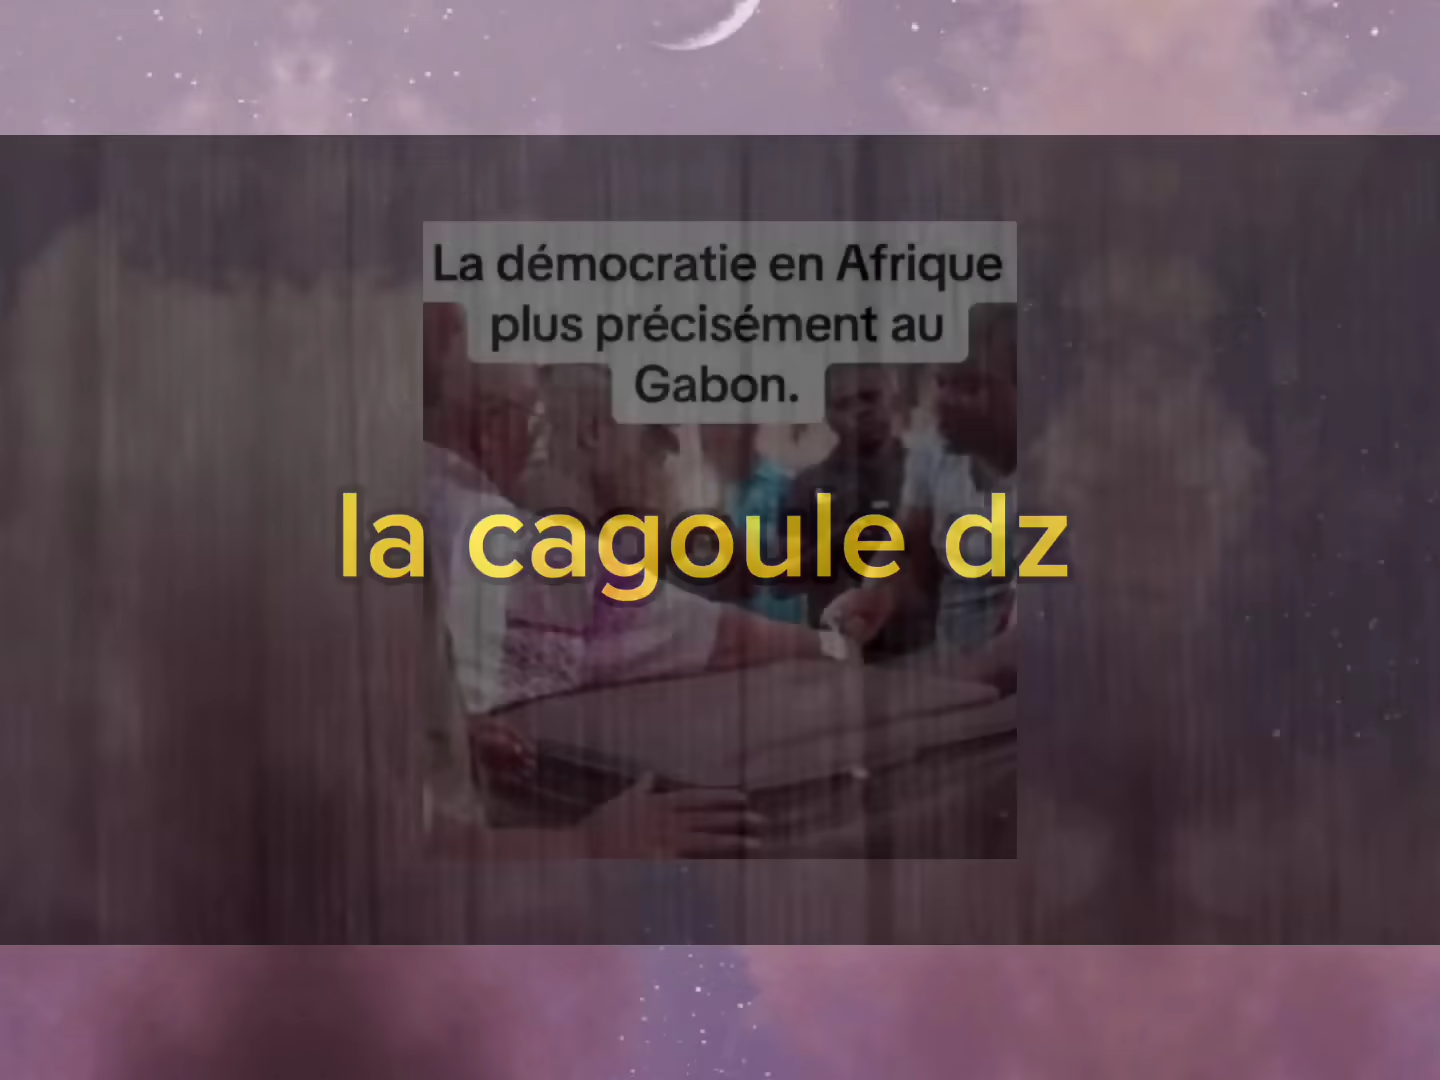 La démocratie en Afrique
plus précisément au
Gabon.
la cagoule dz